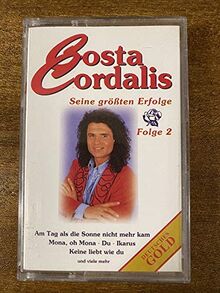 Costa
Cordalis
Seine größten Erfolge
Folge 2
Am Tag als die Sonne nicht mehr kam
Mona, oh Mona · Du · Ikarus
Keine liebt wie du
und viele mehr
DEUTSCHES
GOLD